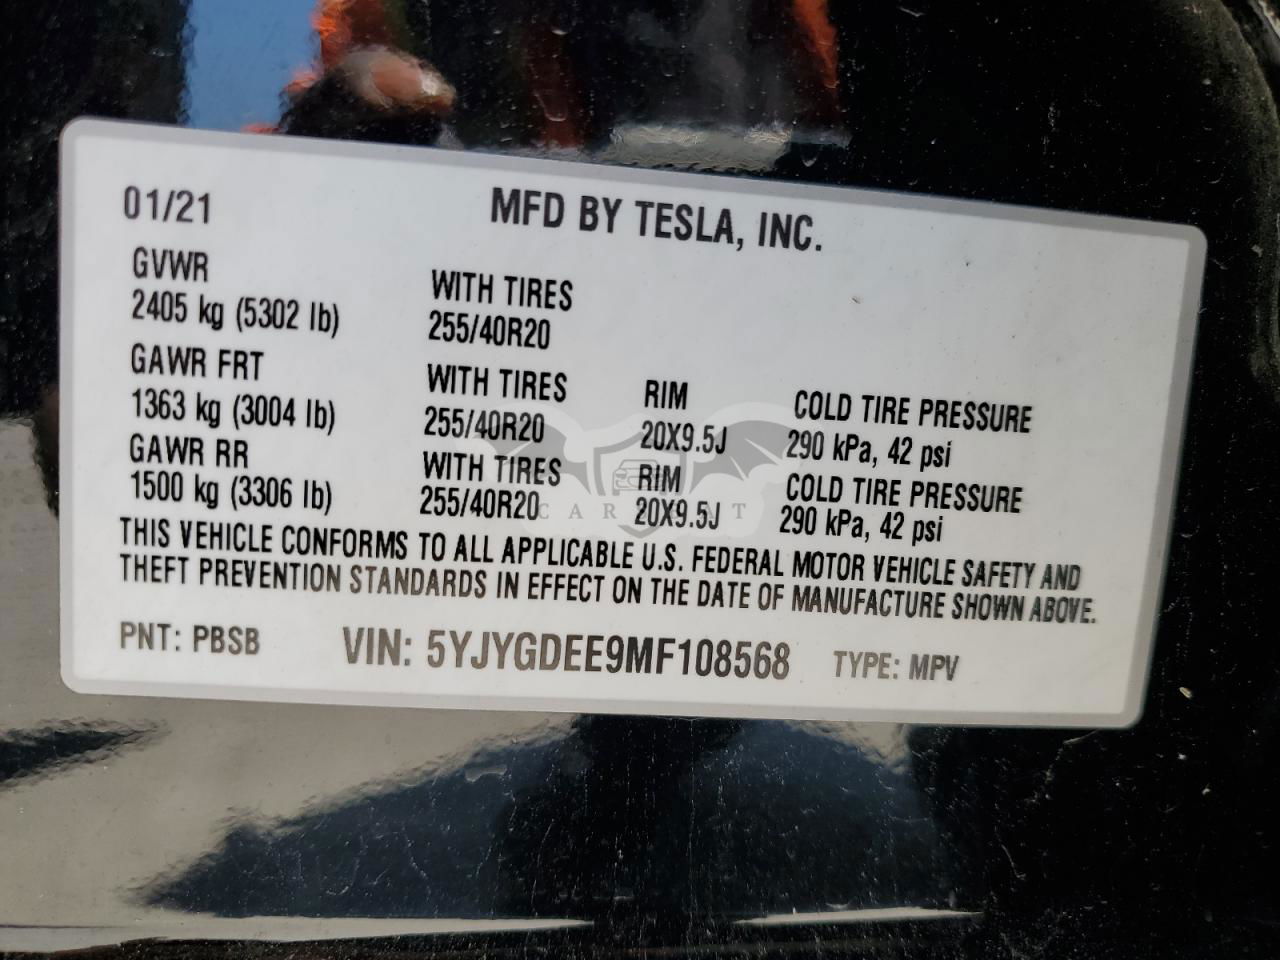 01/21 MFD BY TESLA, INC.
GVWR
2405 kg (5302 lb)
WITH TIRES
255/40R20
GAWR FRT
1363 kg (3004 lb)
WITH TIRES
255/40R20
RIM
20X9.5J
COLD TIRE PRESSURE
290 kPa, 42 psi
GAWR RR
1500 kg (3306 lb)
WITH TIRES
255/40R20
RIM
20X9.5J
COLD TIRE PRESSURE
290 kPa, 42 psi
THIS VEHICLE CONFORMS TO ALL APPLICABLE U.S. FEDERAL MOTOR VEHICLE SAFETY AND
THEFT PREVENTION STANDARDS IN EFFECT ON THE DATE OF MANUFACTURE SHOWN ABOVE.
PNT: PBSB VIN: 5YJYGDEE9MF108568 TYPE: MPV